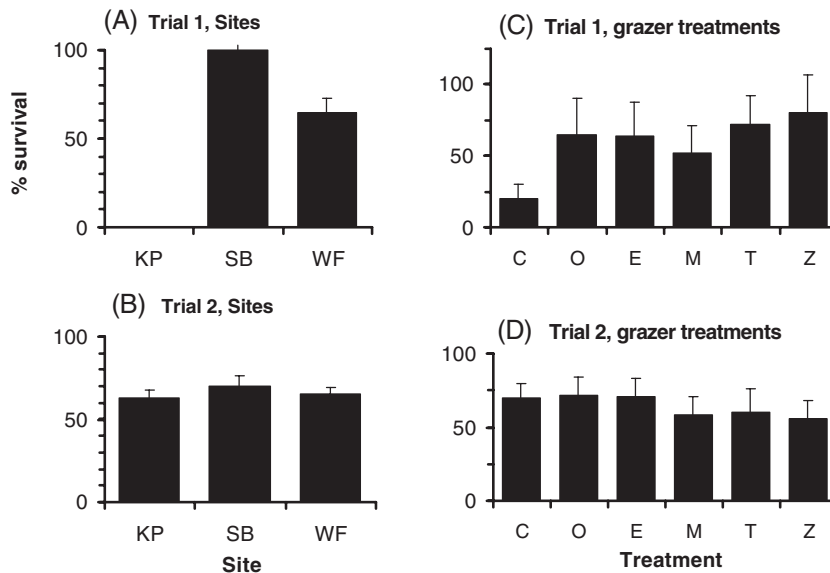 (A) Trial 1, Sites
% survival
100
50
0
KP SB WF
(B) Trial 2, Sites
100
50
0
KP SB WF
Site
(C) Trial 1, grazer treatments
100
50
0
C O E M T Z
(D) Trial 2, grazer treatments
100
50
0
C O E M T Z
Treatment